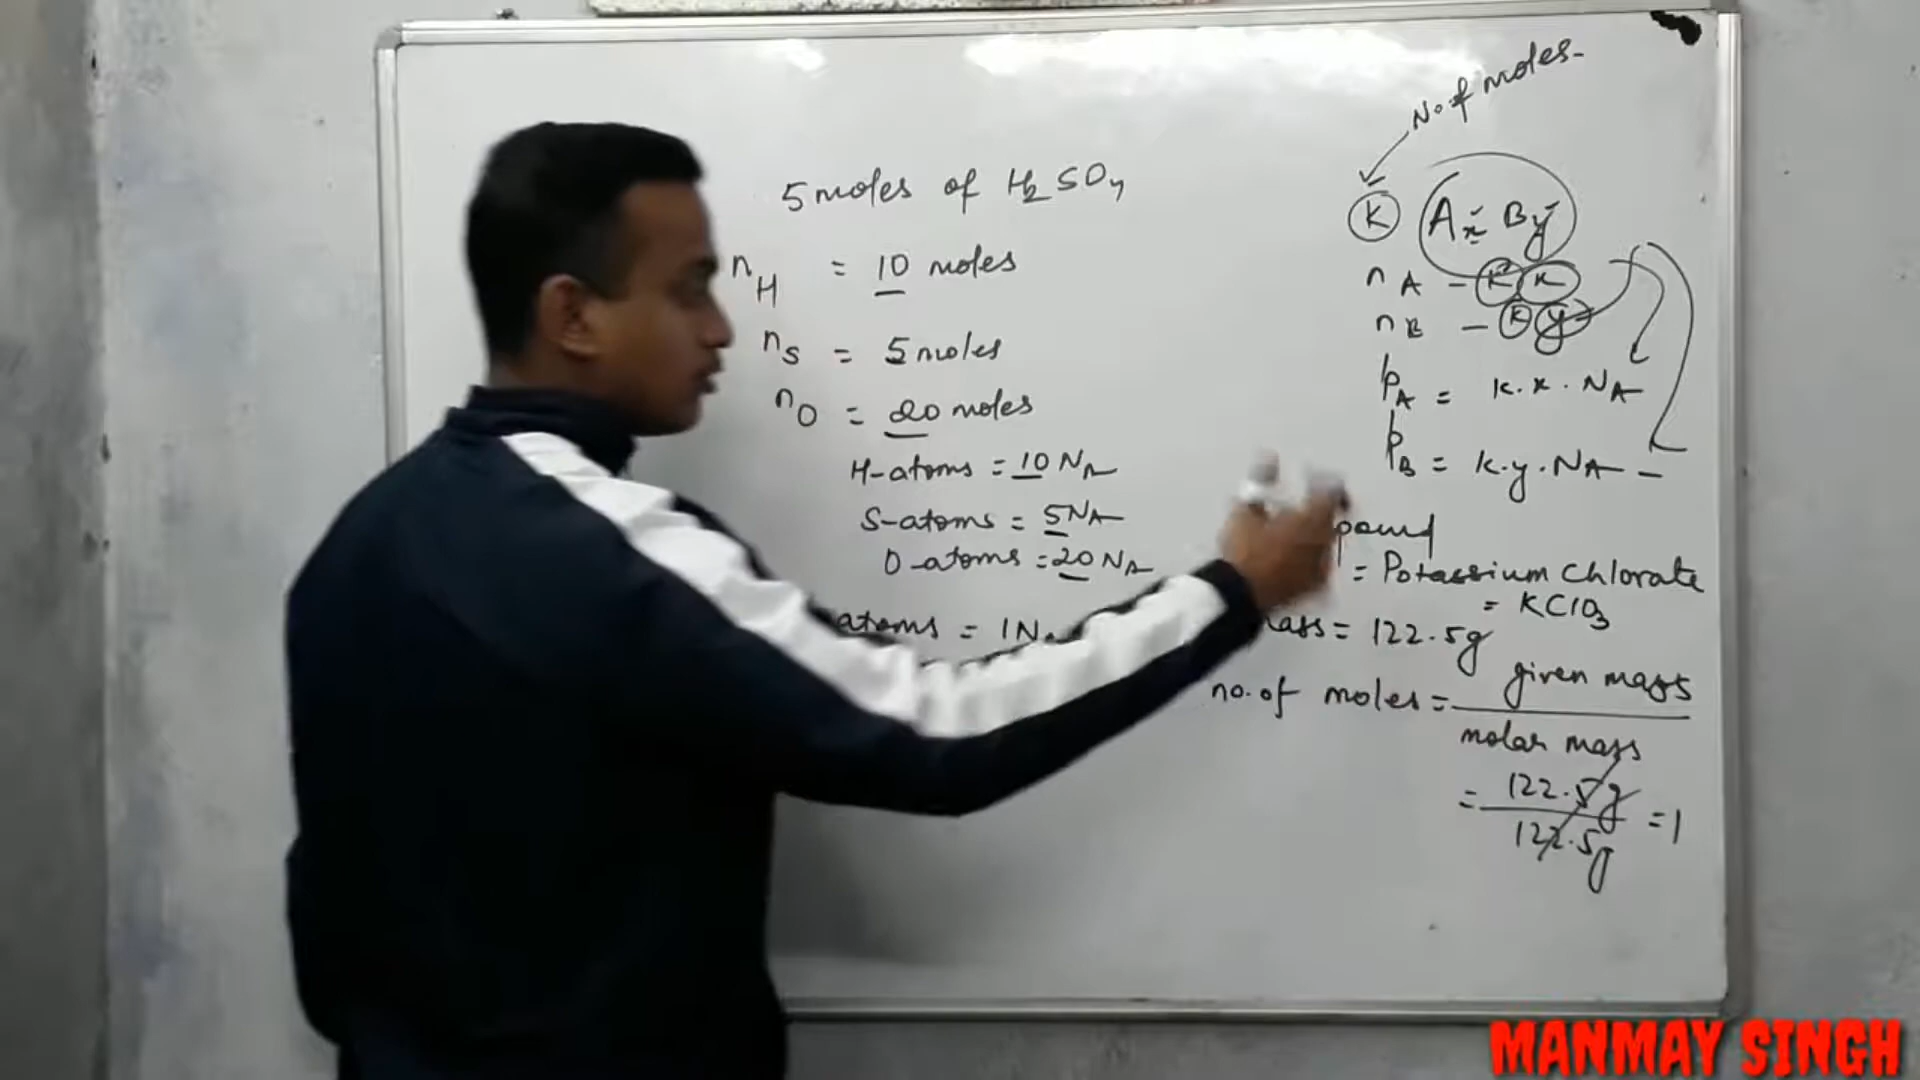 5 moles of H2SO4
nH = 10 moles
nS = 5 moles
nO = 20 moles
H-atoms = 10 NA
S-atoms = 5NA
O-atoms = 20 NA
atoms = 1N
No. of moles-
K Ax By
nA - K x
nB - K y
pA = k.x.NA
pB = k.y.NA -
= Potassium Chlorate
= KClO3
mass = 122.5g
no. of moles = given mass
molar mass
= 122.5g
122.5g = 1
MANMAY SINGH